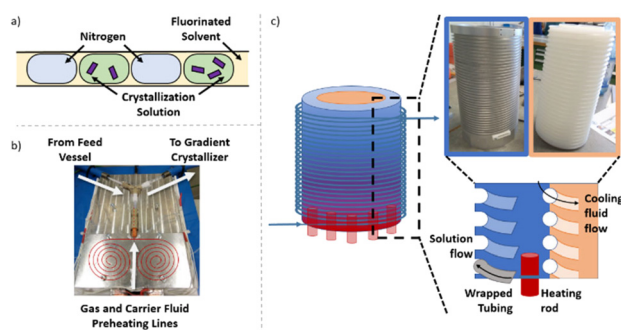 a)
Nitrogen
Fluorinated
Solvent
Crystallization
Solution
b)
From Feed
Vessel
To Gradient
Crystallizer
Gas and Carrier Fluid
Preheating Lines
c)
Cooling
fluid
flow
Solution
flow
Wrapped
Tubing
Heating
rod